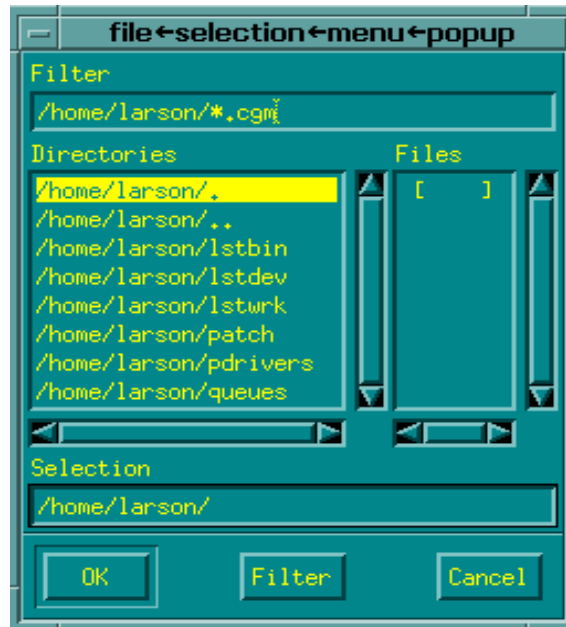 file←selection←menu←popup
Filter
/home/larson/*.cgm
Directories
Files
/home/larson/.
[ ]
/home/larson/..
/home/larson/lstbin
/home/larson/lstdev
/home/larson/lstwrk
/home/larson/patch
/home/larson/pdrivers
/home/larson/queues
Selection
/home/larson/
OK
Filter
Cancel